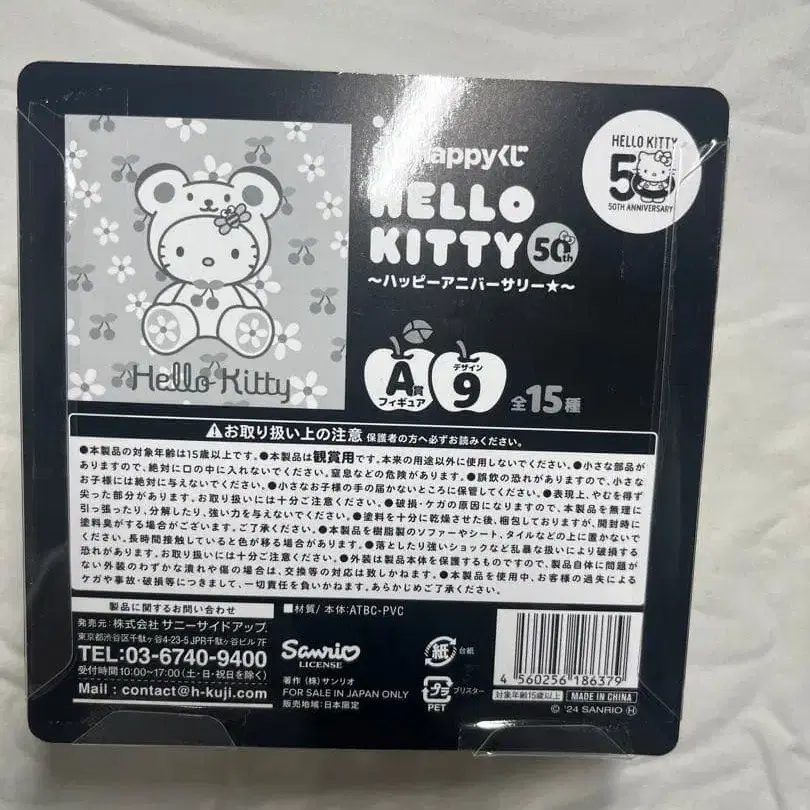 Happyくじ
HELLO
KITTY 50th
～ハッピーアニバーサリー★～
HELLO KITTY
50
50TH ANNIVERSARY
Hello Kitty
A賞
フィギュア
デザイン
9
全15種
お取り扱い上の注意 保護者の方へ必ずお読みください。
●本製品の対象年齢は15歳以上です。●本製品は観賞用です。本来の用途以外に使用しないでください。●小さな部品が
ありますので、絶対に口の中に入れないでください。窒息などの危険があります。●誤飲の恐れがありますので、小さな
お子様には絶対に与えないでください。●小さなお子様の手の届かないところに保管してください。●表現上、やむを得ず
尖った部分があります。お取り扱いには十分ご注意ください。●破損・ケガの原因になりますので、本製品を無理に
引っ張ったり、分解したり、強い力を与えないでください。●塗料を十分に乾燥させた後、梱包しておりますが、開封時に
塗料臭がする場合がございます。ご了承ください。●本製品を樹脂製のソファーやシート、タイルなどの上に置かないで
ください。長時間接触していると色が移る場合があります。●落としたり強いショックなど乱暴な扱いにより破損する
恐れがあります。お取り扱いには十分ご注意ください。●外装は製品本体を保護するものですので、製品自体に問題が
ない外装のわずかな潰れや傷の場合は、交換等の対応は致しかねます。●本製品を使用中、お客様の過失による
ケガや事故・破損等につきまして、一切責任を負いかねます。あらかじめご了承ください。
製品に関するお問い合わせ
発売元：株式会社 サニーサイドアップ
東京都渋谷区千駄ヶ谷4-23-5 JPR千駄ヶ谷ビル 7F
TEL:03-6740-9400
受付時間10:00~17:00（土・日・祝日を除く）
Mail : contact@h-kuji.com
■材質／本体：ATBC-PVC
Sanrio
LICENSE
著作（株）サンリオ
FOR SALE IN JAPAN ONLY
販売地域：日本限定
紙 台紙
プラ ブリスター
PET
4 560256 186379
対象年齢15歳以上 MADE IN CHINA
© '24 SANRIO Ⓗ